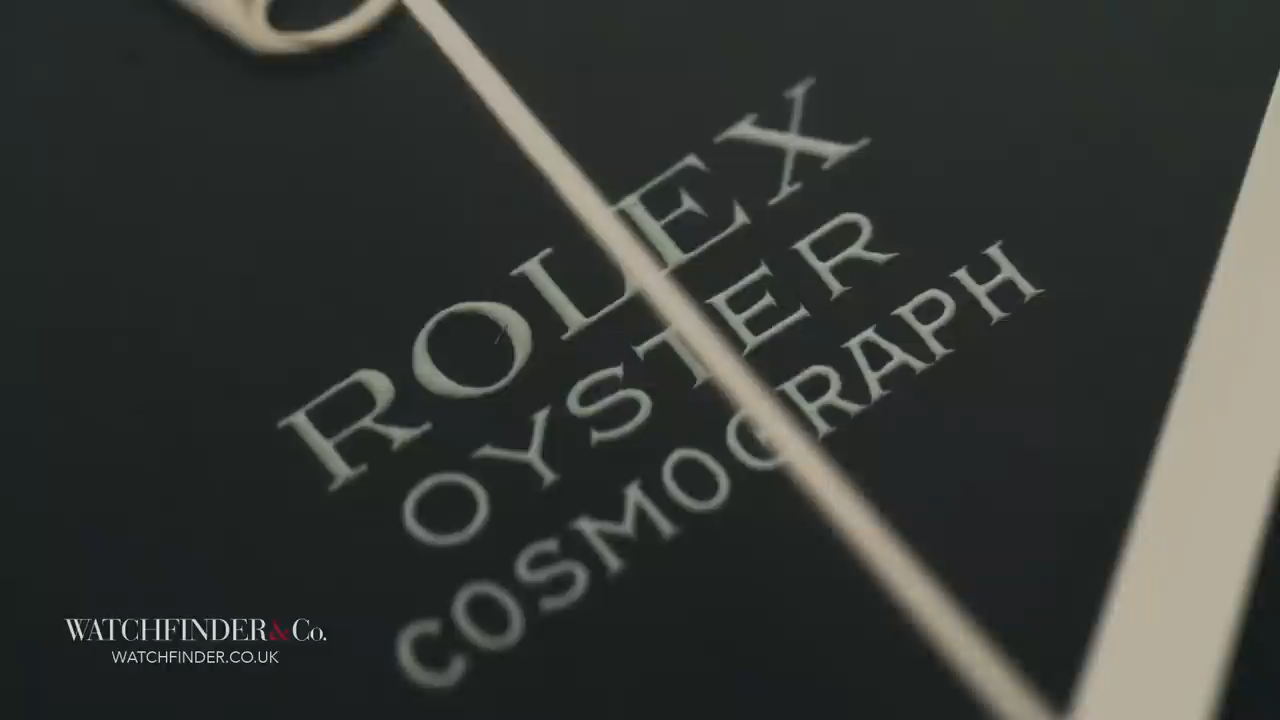 ROLEX
OYSTER
COSMOGRAPH
WATCHFINDER&Co.
WATCHFINDER.CO.UK